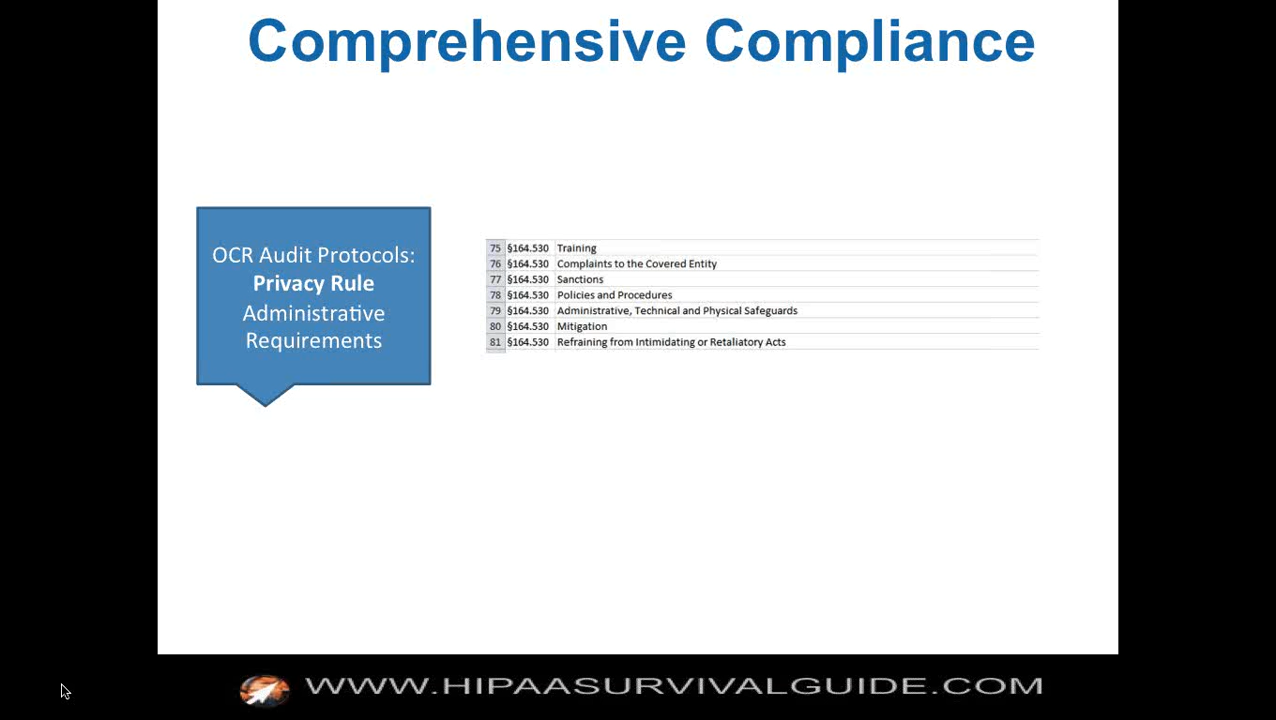 Comprehensive Compliance
OCR Audit Protocols:
Privacy Rule
Administrative
Requirements
75 §164.530 Training
76 §164.530 Complaints to the Covered Entity
77 §164.530 Sanctions
78 §164.530 Policies and Procedures
79 §164.530 Administrative, Technical and Physical Safeguards
80 §164.530 Mitigation
81 §164.530 Refraining from Intimidating or Retaliatory Acts
WWW.HIPAASURVIVALGUIDE.COM